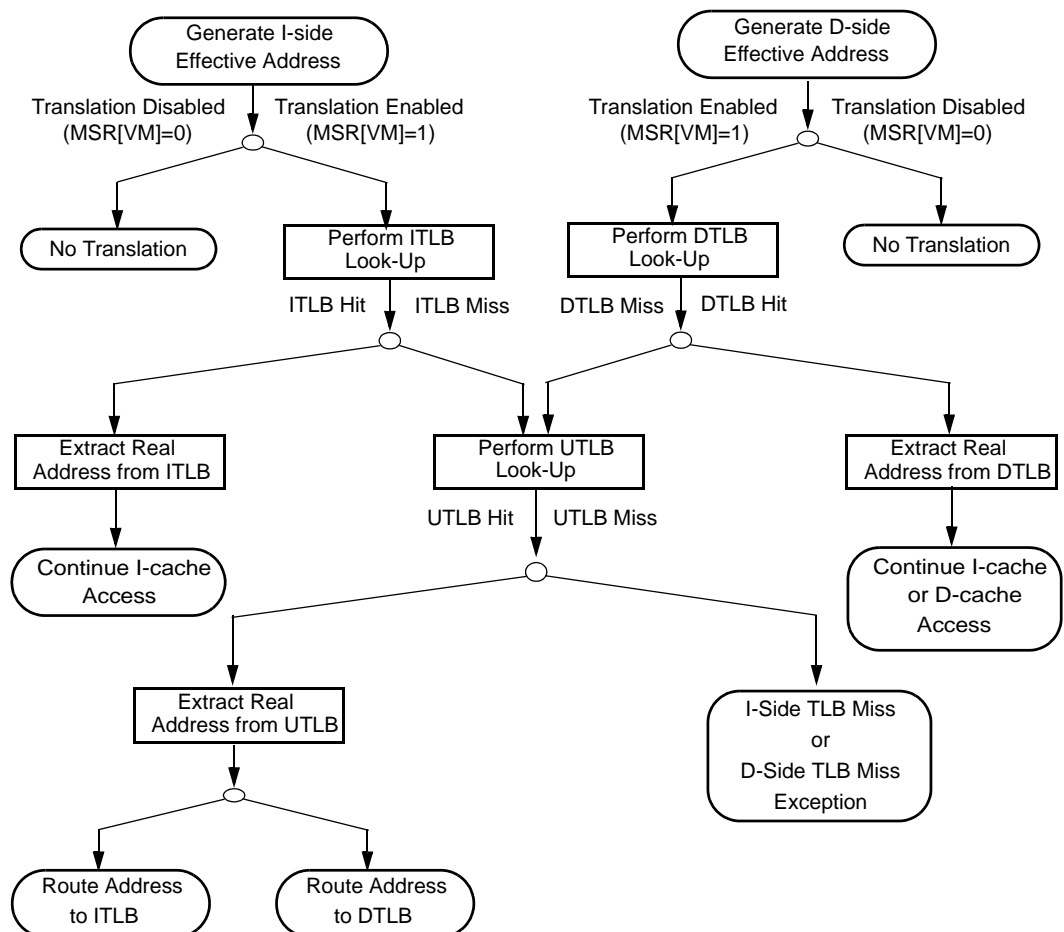 Generate I-side
Effective Address
Generate D-side
Effective Address
Translation Disabled
(MSR[VM]=0)
Translation Enabled
(MSR[VM]=1)
Translation Enabled
(MSR[VM]=1)
Translation Disabled
(MSR[VM]=0)
No Translation
Perform ITLB
Look-Up
Perform DTLB
Look-Up
No Translation
ITLB Hit
ITLB Miss
DTLB Miss
DTLB Hit
Extract Real
Address from ITLB
Perform UTLB
Look-Up
Extract Real
Address from DTLB
UTLB Hit
UTLB Miss
Continue I-cache
Access
Continue I-cache
or D-cache
Access
Extract Real
Address from UTLB
I-Side TLB Miss
or
D-Side TLB Miss
Exception
Route Address
to ITLB
Route Address
to DTLB